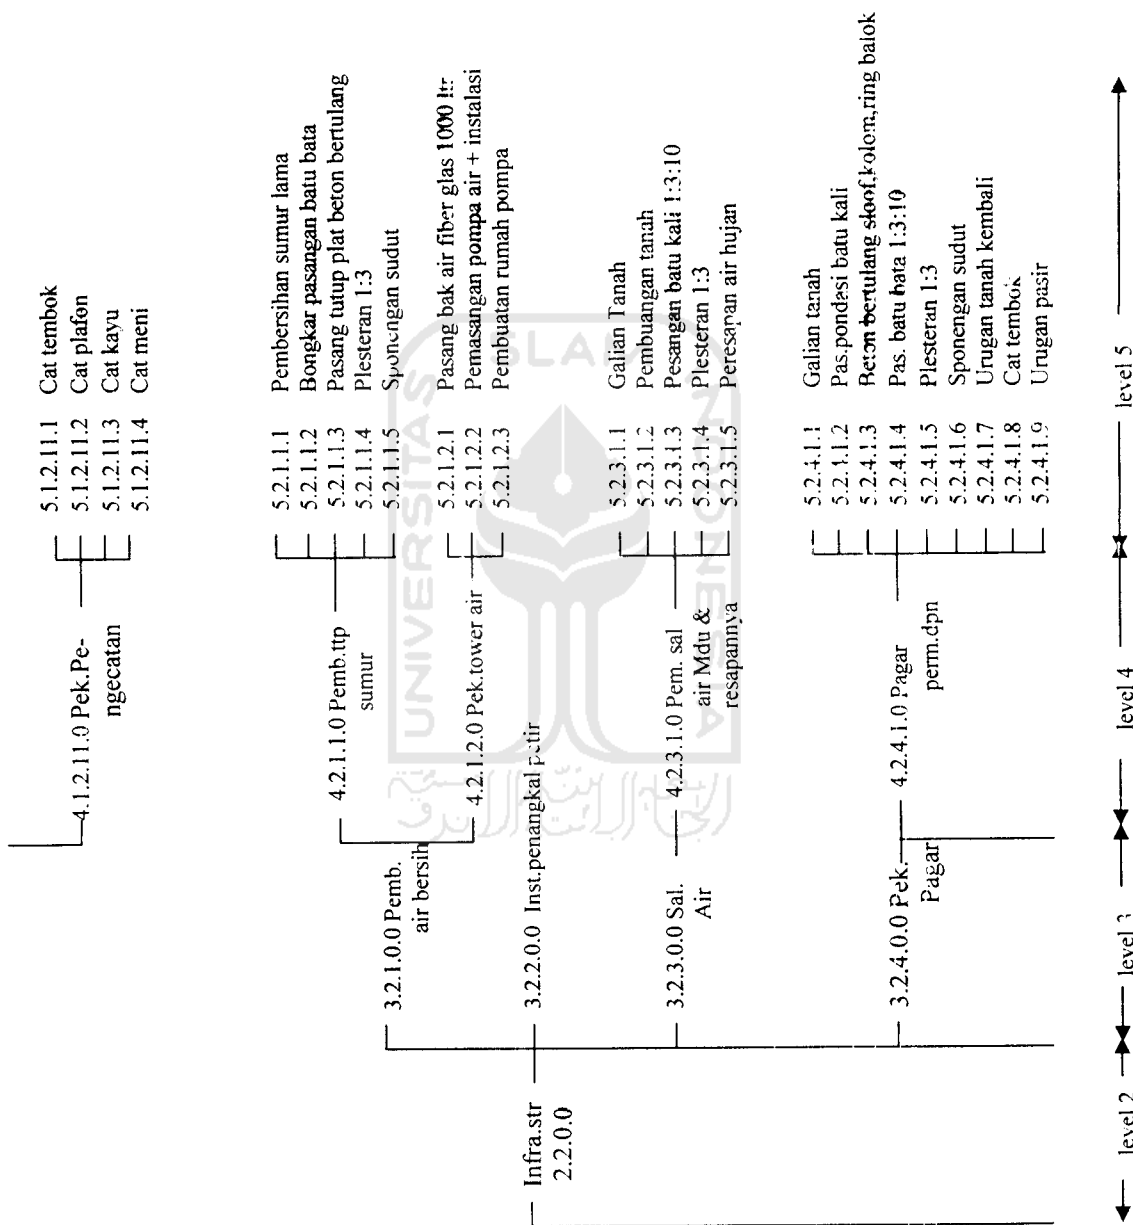 5.1.2.11.1 Cat tembok
5.1.2.11.2 Cat plafon
5.1.2.11.3 Cat kayu
5.1.2.11.4 Cat meni
4.1.2.11.0 Pek.Pe-
ngecatan
5.2.1.1.1 Pembersihan sumur lama
5.2.1.1.2 Bongkar pasangan batu bata
5.2.1.1.3 Pasang tutup plat beton bertulang
5.2.1.1.4 Plesteran 1:3
5.2.1.1.5 Sponengan sudut
4.2.1.1.0 Pemb.ttp
sumur
5.2.1.2.1 Pasang bak air fiber glas 1000 ltr
5.2.1.2.2 Pemasangan pompa air + instalasi
5.2.1.2.3 Pembuatan rumah pompa
4.2.1.2.0 Pek.tower air
3.2.1.0.0 Pemb.
air bersih
3.2.2.0.0 Inst.penangkal petir
Infra.str
2.2.0.0
5.2.3.1.1 Galian Tanah
5.2.3.1.2 Pembuangan tanah
5.2.3.1.3 Pesangan batu kali 1:3:10
5.2.3.1.4 Plesteran 1:3
5.2.3.1.5 Peresapan air hujan
4.2.3.1.0 Pem. sal
air Mdu &
resapannya
3.2.3.0.0 Sal.
Air
5.2.4.1.1 Galian tanah
5.2.4.1.2 Pas.pondasi batu kali
5.2.4.1.3 Beton bertulang sloof,kolom,ring balok
5.2.4.1.4 Pas. batu bata 1:3:10
5.2.4.1.5 Plesteran 1:3
5.2.4.1.6 Sponengan sudut
5.2.4.1.7 Urugan tanah kembali
5.2.4.1.8 Cat tembok
5.2.4.1.9 Urugan pasir
4.2.4.1.0 Pagar
perm.dpn
3.2.4.0.0 Pek.
Pagar
level 2
level 3
level 4
level 5
UNIVERSITAS
ISLAM
INDONESIA